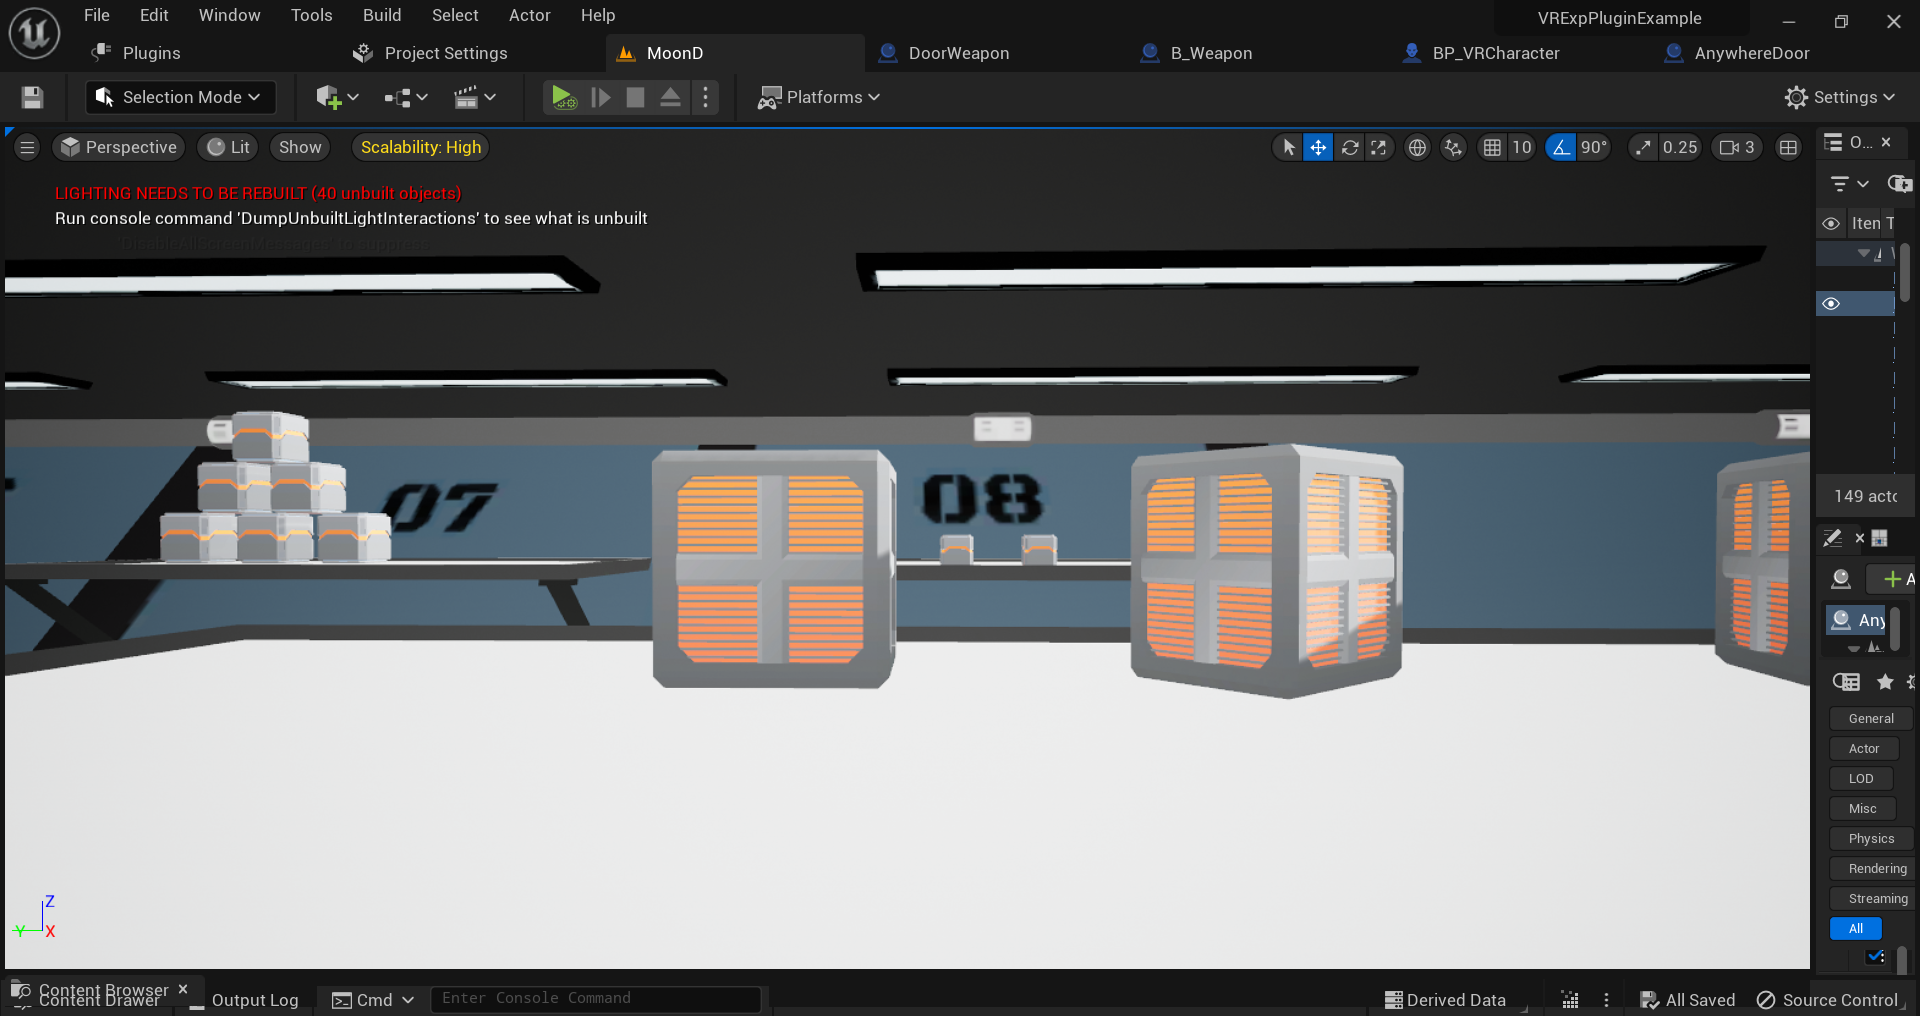 File Edit Window Tools Build Select Actor Help
VRExpPluginExample
Plugins Project Settings MoonD DoorWeapon B_Weapon BP_VRCharacter AnywhereDoor
Selection Mode Platforms Settings
Perspective Lit Show Scalability: High 10 90° 0.25 3 O...
LIGHTING NEEDS TO BE REBUILT (40 unbuilt objects)
Run console command 'DumpUnbuiltLightInteractions' to see what is unbuilt
'DisableAllScreenMessages' to suppress
Iten T
07
08
149 acto
A
Any
General
Actor
LOD
Misc
Physics
Rendering
Streaming
All
Z
Y X
Content Browser
Content Drawer Output Log Cmd Enter Console Command Derived Data All Saved Source Control